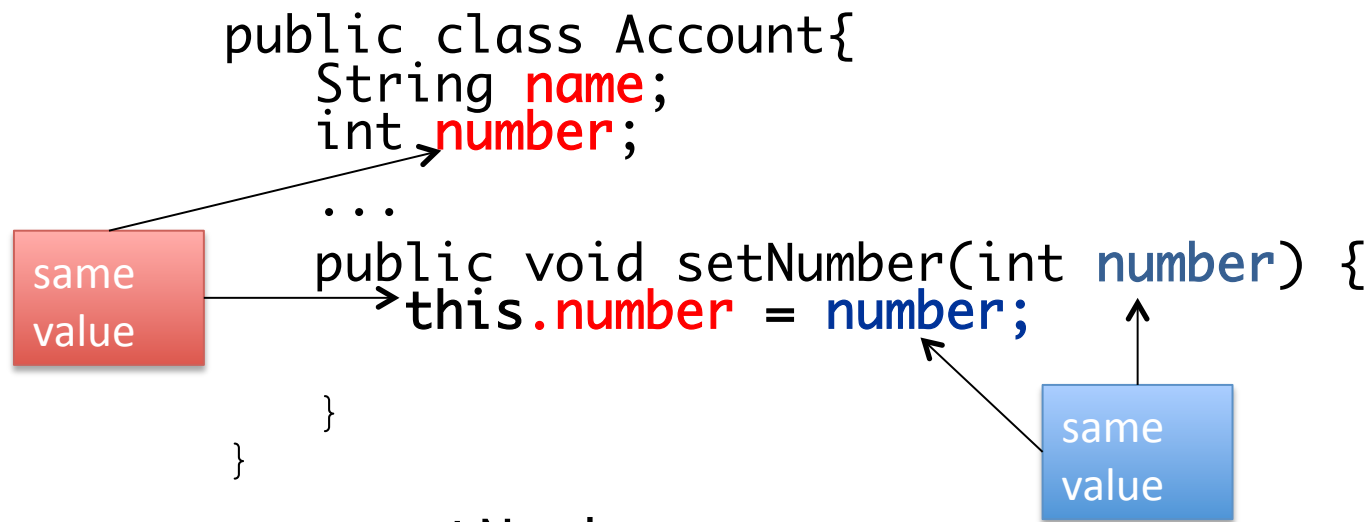 public class Account{
String name;
int number;
...
public void setNumber(int number) {
this.number = number;
}
}
same
value
same
value